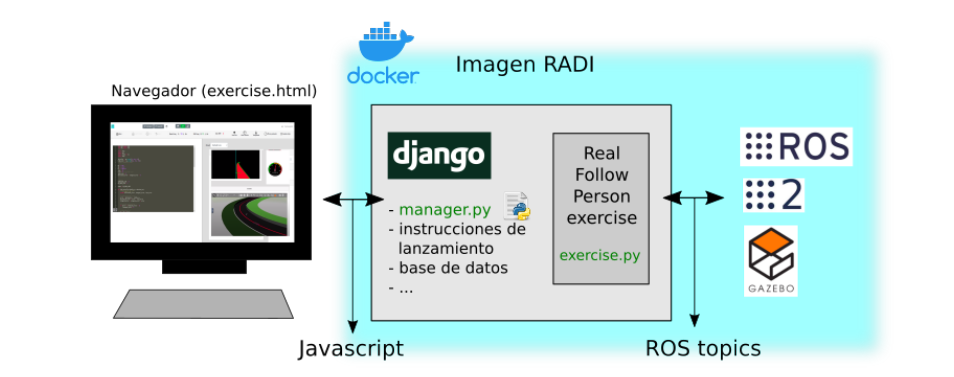 docker
Imagen RADI
Navegador (exercise.html)
django
- manager.py
- instrucciones de
lanzamiento
- base de datos
- ...
Real
Follow
Person
exercise
exercise.py
ROS
2
GAZEBO
Javascript
ROS topics